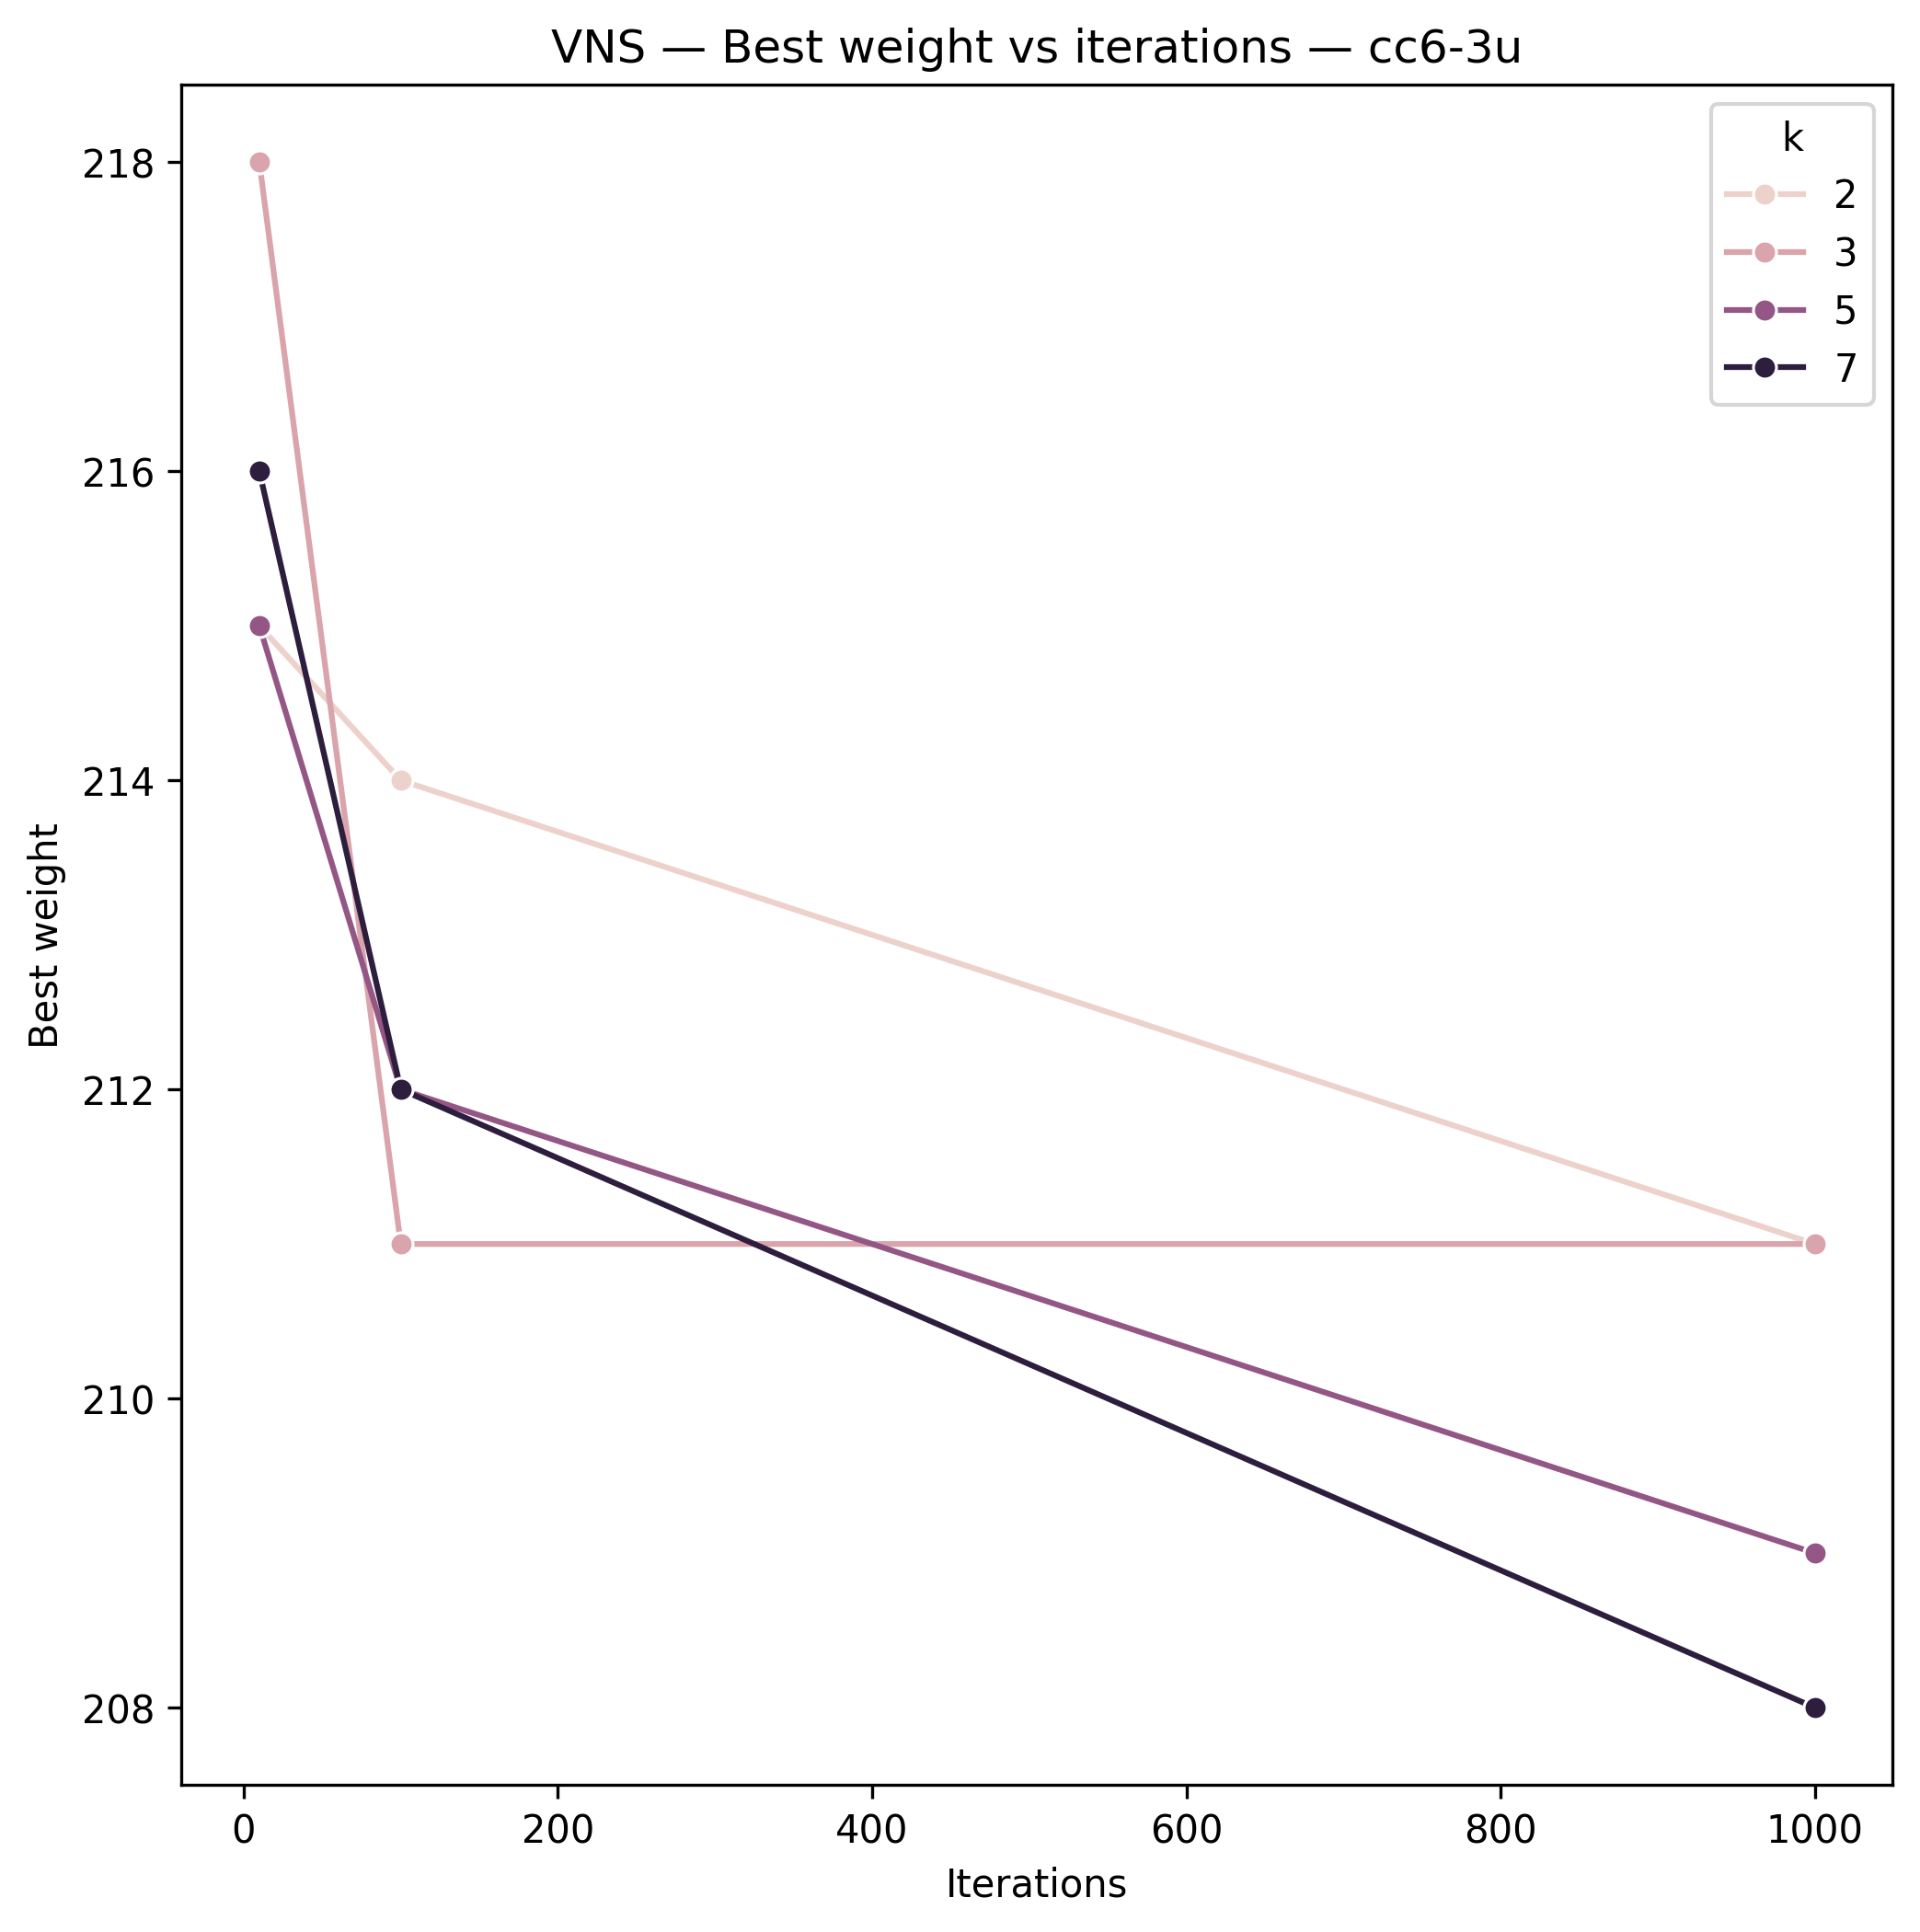 VNS — Best weight vs iterations — cc6-3u
k
2
3
5
7
218
216
214
212
210
208
Best weight
0 200 400 600 800 1000
Iterations